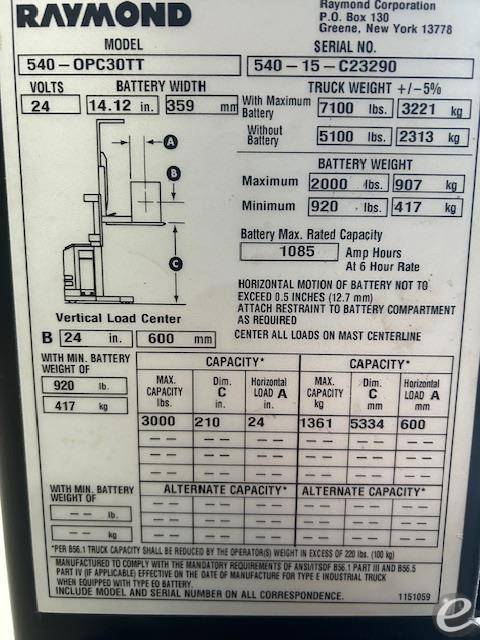 RAYMOND
Raymond Corporation
P.O. Box 130
Greene, New York 13778
MODEL
SERIAL NO.
540-OPC30TT
540-15-C23290
VOLTS
BATTERY WIDTH
TRUCK WEIGHT +/-5%
24
14.12 in.
359 mm
With Maximum Battery
7100 lbs.
3221 kg
Without Battery
5100 lbs.
2313 kg
BATTERY WEIGHT
Maximum
2000 lbs.
907 kg
Minimum
920 lbs.
417 kg
Battery Max. Rated Capacity
1085 Amp Hours
At 6 Hour Rate
HORIZONTAL MOTION OF BATTERY NOT TO
EXCEED 0.5 INCHES (12.7 mm)
ATTACH RESTRAINT TO BATTERY COMPARTMENT
AS REQUIRED
CENTER ALL LOADS ON MAST CENTERLINE
A
B
C
Vertical Load Center
B 24 in. 600 mm
WITH MIN. BATTERY
WEIGHT OF
920 lb.
417 kg
CAPACITY*
CAPACITY*
MAX. CAPACITY lbs.
Dim. C in.
Horizontal LOAD A in.
MAX. CAPACITY kg
Dim. C mm
Horizontal LOAD A mm
3000 210 24 1361 5334 600
-- -- -- -- -- --
-- -- -- -- -- --
-- -- -- -- -- --
WITH MIN. BATTERY
WEIGHT OF
-- lb.
-- kg
ALTERNATE CAPACITY*
ALTERNATE CAPACITY*
-- -- -- -- -- --
-- -- -- -- -- --
-- -- -- -- -- --
*PER B56.1 TRUCK CAPACITY SHALL BE REDUCED BY THE OPERATOR(S) WEIGHT IN EXCESS OF 220 lbs. (100 kg)
MANUFACTURED TO COMPLY WITH THE MANDATORY REQUIREMENTS OF ANSI/ITSDF B56.1 PART III AND B56.5
PART IV (IF APPLICABLE) EFFECTIVE ON THE DATE OF MANUFACTURE FOR TYPE E INDUSTRIAL TRUCK
WHEN EQUIPPED WITH TYPE ED BATTERY.
INCLUDE MODEL AND SERIAL NUMBER ON ALL CORRESPONDENCE.
1151059
e